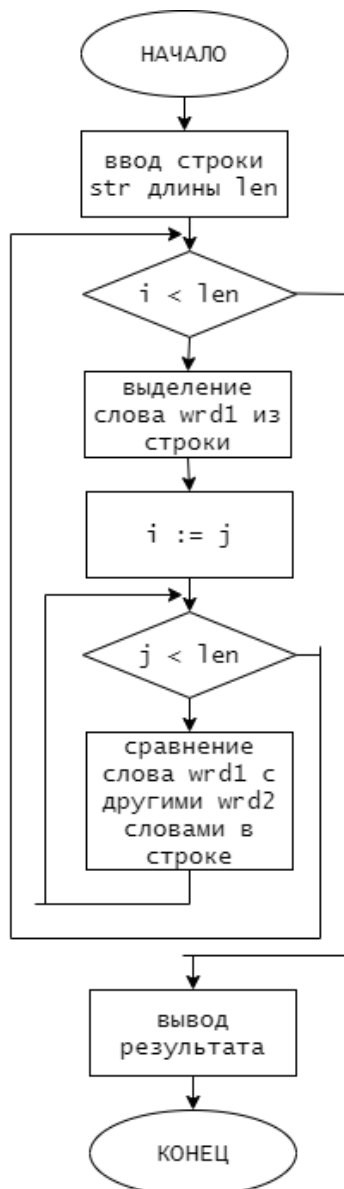 НАЧАЛО
ввод строки
str длины len
i < len
выделение
слова wrd1 из
строки
i := j
j < len
сравнение
слова wrd1 с
другими wrd2
словами в
строке
вывод
результата
КОНЕЦ